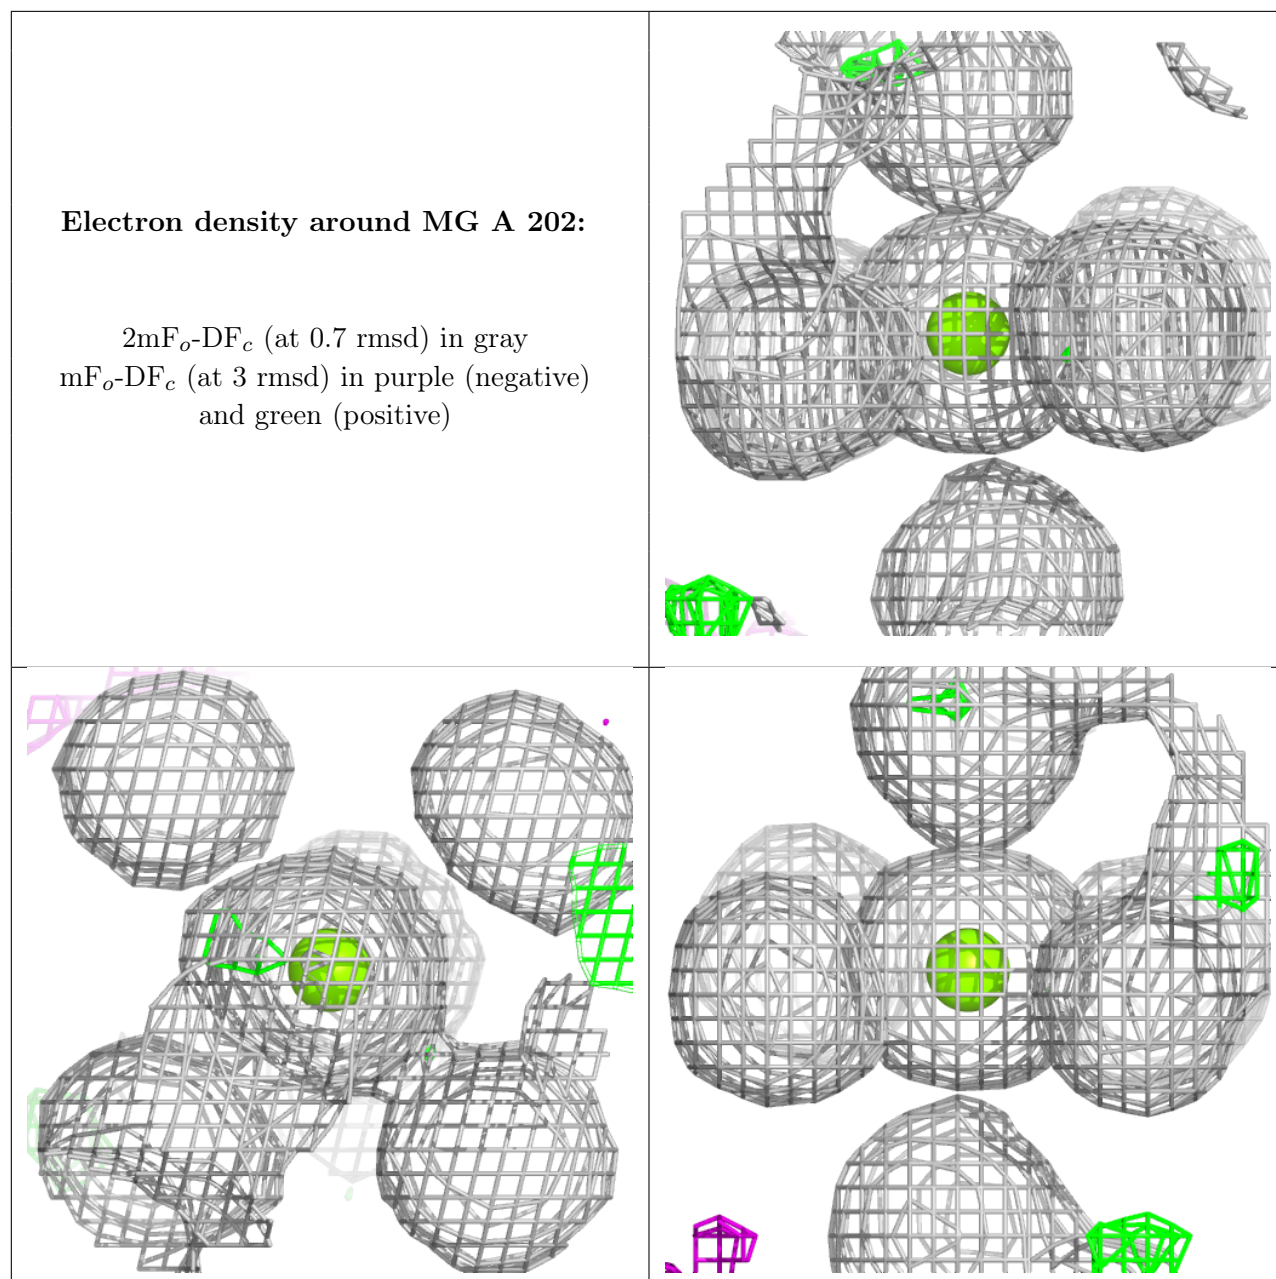 Electron density around MG A 202:
2mFo-DFc (at 0.7 rmsd) in gray
mFo-DFc (at 3 rmsd) in purple (negative)
and green (positive)